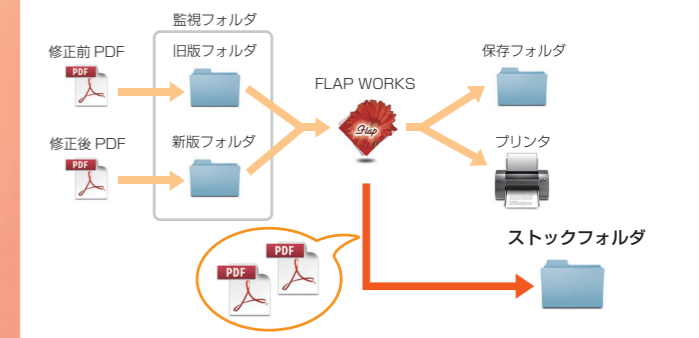 監視フォルダ
修正前 PDF
旧版フォルダ
保存フォルダ
PDF
FLAP WORKS
Flap
修正後 PDF
新版フォルダ
プリンタ
PDF
ストックフォルダ
PDF
PDF